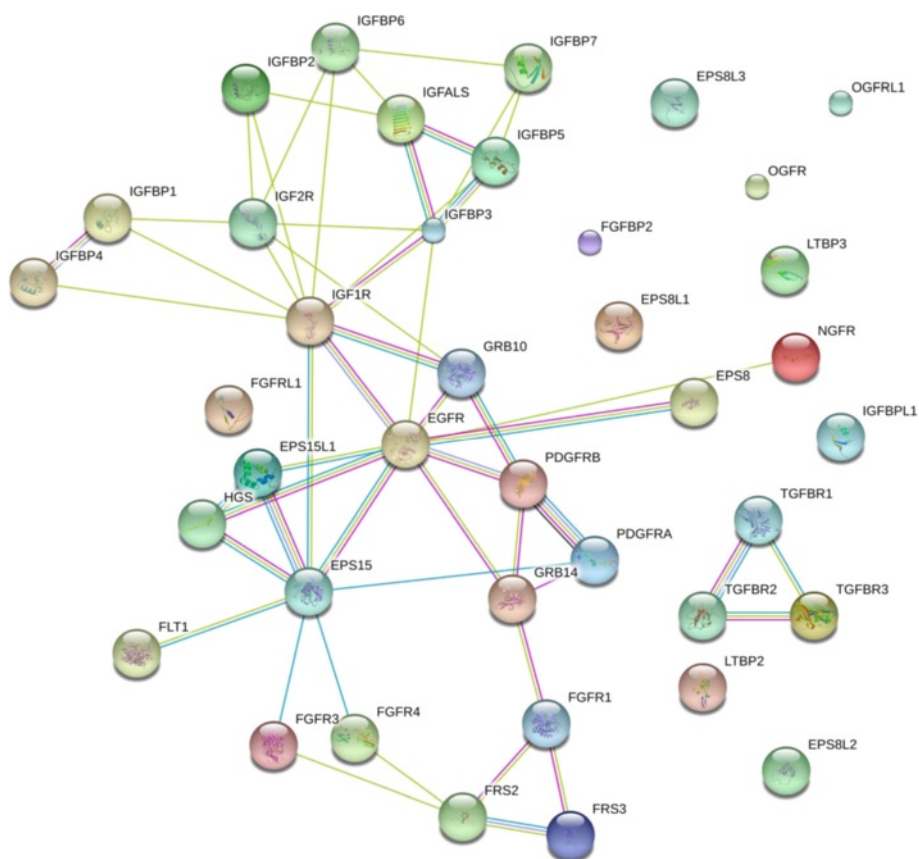 IGFBP6
IGFBP7
IGFBP2
EPS8L3
IGFALS
OGFRL1
IGFBP5
OGFR
IGFBP1
IGF2R
IGFBP3
FGFBP2
LTBP3
IGFBP4
IGF1R
EPS8L1
NGFR
GRB10
EPS8
FGFRL1
EGFR
IGFBPL1
EPS15L1
PDGFRB
HGS
TGFBR1
PDGFRA
EPS15
GRB14
TGFBR2
TGFBR3
FLT1
LTBP2
FGFR3
FGFR4
FGFR1
EPS8L2
FRS2
FRS3